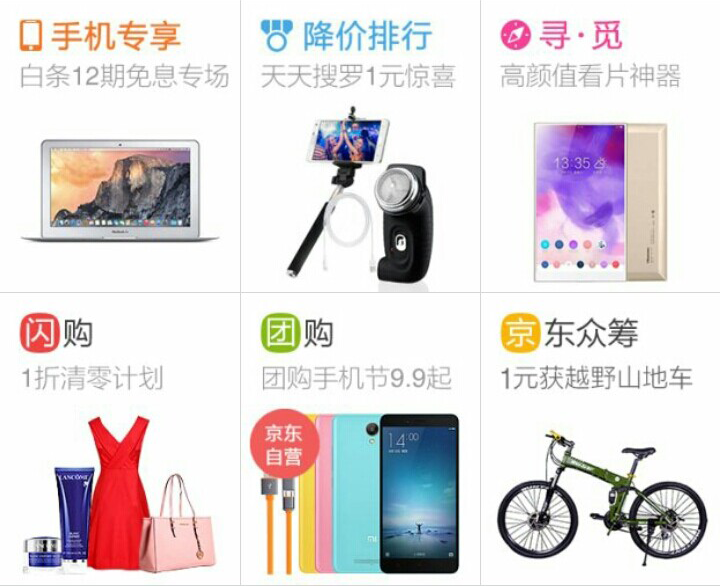 手机专享
白条12期免息专场
降价排行
天天搜罗1元惊喜
寻·觅
高颜值看片神器
12:35
闪购
1折清零计划
LANCÔME
团购
团购手机节9.9起
京东
自营
14:00
mi
京东众筹
1元获越野山地车